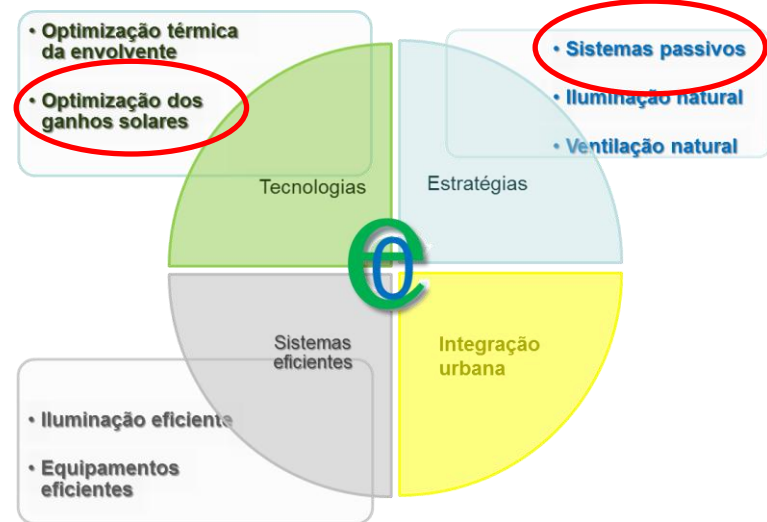 • Optimização térmica
da envolvente
• Optimização dos
ganhos solares
• Sistemas passivos
• Iluminação natural
• Ventilação natural
Tecnologias
Estratégias
e
0
Sistemas
eficientes
Integração
urbana
• Iluminação eficiente
• Equipamentos
eficientes